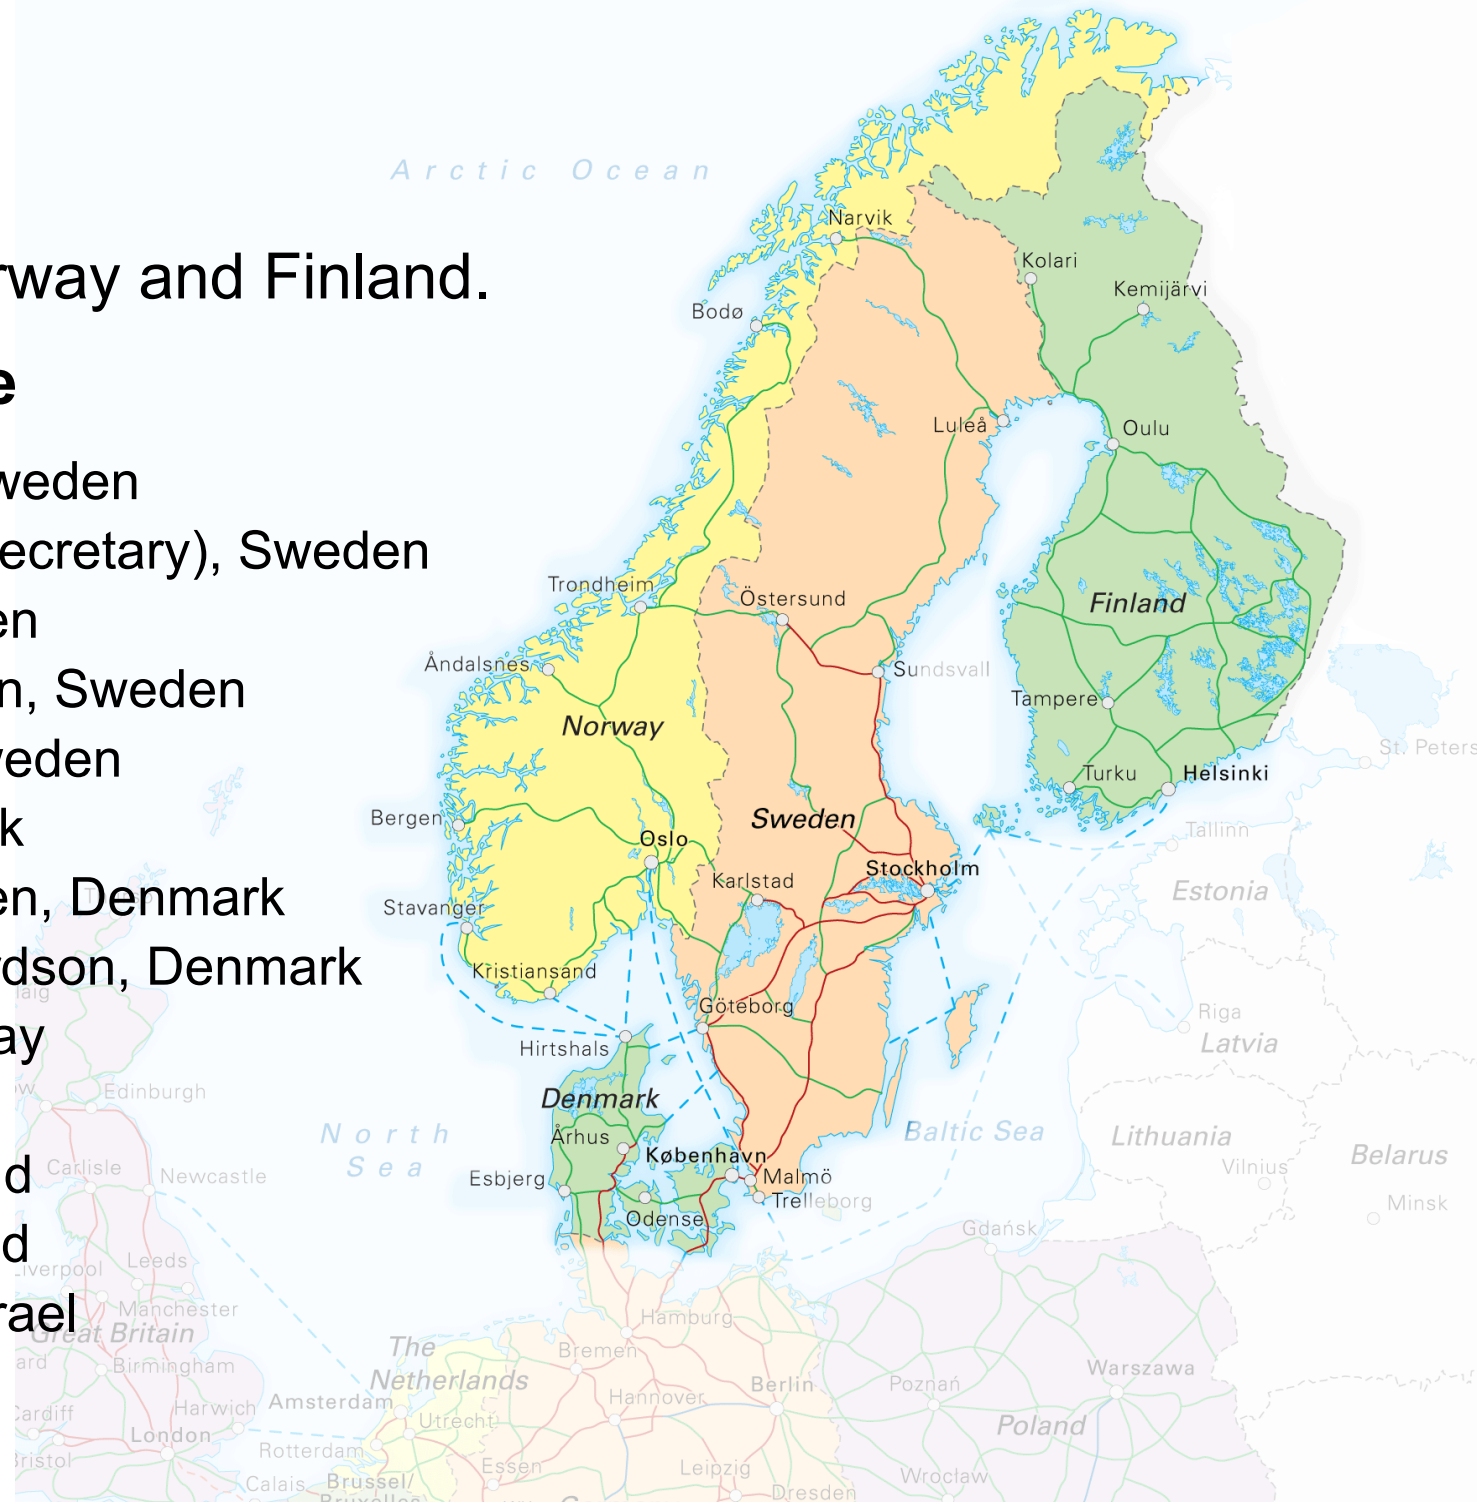 Arctic Ocean
Narvik
rway and Finland.
Kolari
Kemijärvi
Bodø
e
Luleå
Oulu
weden
ecretary), Sweden
Trondheim
Östersund
Finland
en
Åndalsnes
Sundsvall
n, Sweden
Tampere
Norway
St. Peters
weden
Turku
Helsinki
Bergen
Sweden
k
Oslo
Tallinn
Stockholm
Karlstad
Estonia
en, Denmark
Stavanger
rdson, Denmark
Kristiansand
Göteborg
Riga
ay
Hirtshals
Latvia
Edinburgh
Denmark
North
Sea
Århus
Baltic Sea
Lithuania
København
Belarus
Carlisle
Newcastle
Vilnius
d
Esbjerg
Malmö
Trelleborg
Minsk
Odense
Gdańsk
d
Liverpool
Leeds
Manchester
rael
Great Britain
Hamburg
The
Netherlands
Bremen
Birmingham
Warszawa
Berlin
Poznań
Hannover
Amsterdam
Harwich
Cardiff
Utrecht
Poland
London
Rotterdam
Bristol
Essen
Leipzig
Wrocław
Calais
Brussel/
Bruxelles
Dresden